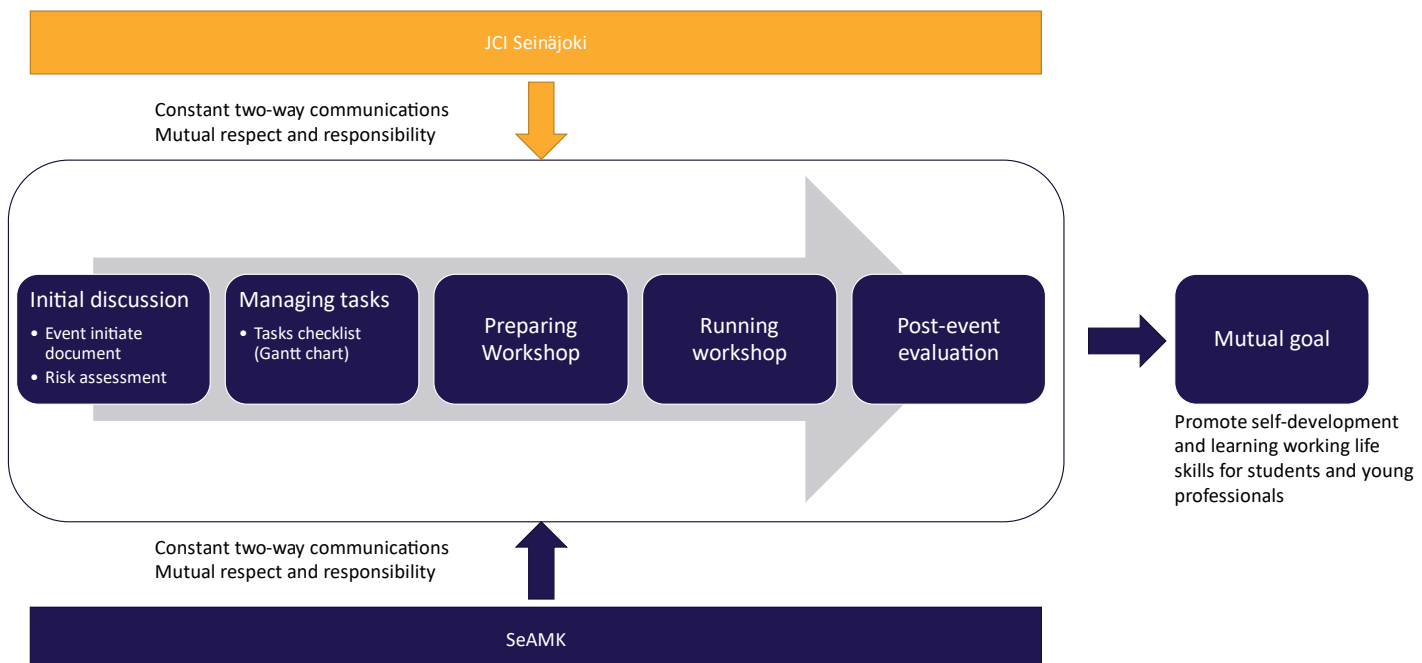 JCI Seinäjoki
Constant two-way communications
Mutual respect and responsibility
Initial discussion
• Event initiate
document
• Risk assessment
Managing tasks
• Tasks checklist
(Gantt chart)
Preparing
Workshop
Running
workshop
Post-event
evaluation
Mutual goal
Promote self-development
and learning working life
skills for students and young
professionals
Constant two-way communications
Mutual respect and responsibility
SeAMK